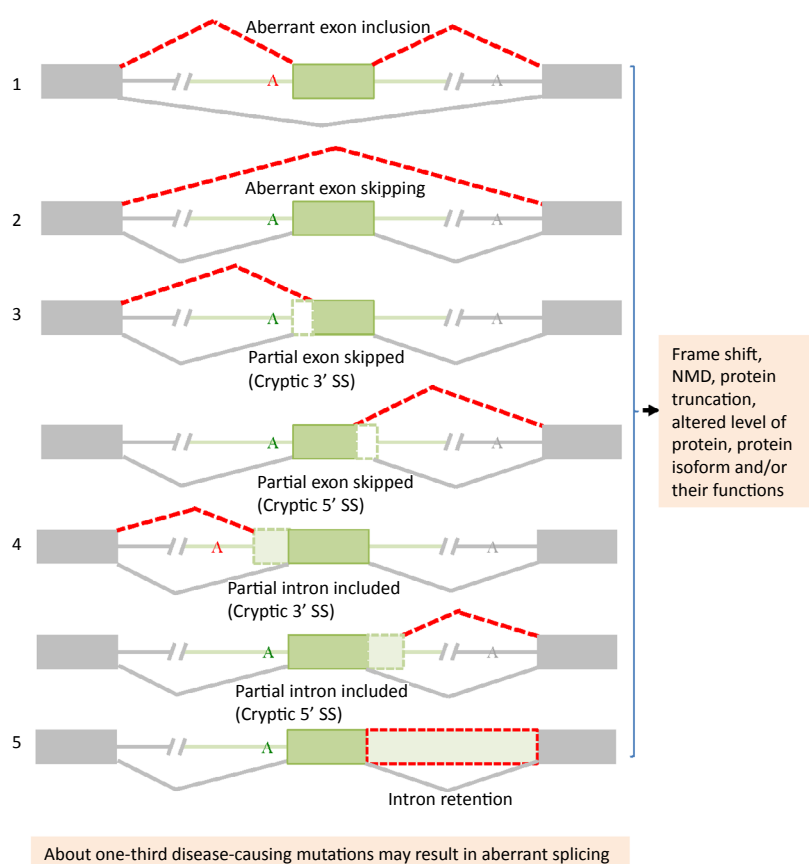 Aberrant exon inclusion
1
A
A
Aberrant exon skipping
2
A
A
3
A
A
Partial exon skipped
(Cryptic 3’ SS)
A
A
Partial exon skipped
(Cryptic 5’ SS)
4
A
A
Partial intron included
(Cryptic 3’ SS)
A
A
Partial intron included
(Cryptic 5’ SS)
5
A
Intron retention
Frame shift,
NMD, protein
truncation,
altered level of
protein, protein
isoform and/or
their functions
About one-third disease-causing mutations may result in aberrant splicing